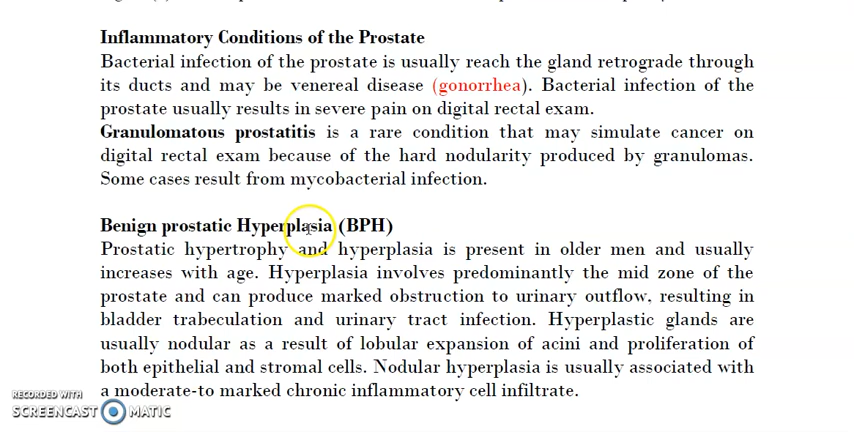 Inflammatory Conditions of the Prostate
Bacterial infection of the prostate is usually reach the gland retrograde through
its ducts and may be venereal disease (gonorrhea). Bacterial infection of the
prostate usually results in severe pain on digital rectal exam.
Granulomatous prostatitis is a rare condition that may simulate cancer on
digital rectal exam because of the hard nodularity produced by granulomas.
Some cases result from mycobacterial infection.
Benign prostatic Hyperplasia (BPH)
Prostatic hypertrophy and hyperplasia is present in older men and usually
increases with age. Hyperplasia involves predominantly the mid zone of the
prostate and can produce marked obstruction to urinary outflow, resulting in
bladder trabeculation and urinary tract infection. Hyperplastic glands are
usually nodular as a result of lobular expansion of acini and proliferation of
both epithelial and stromal cells. Nodular hyperplasia is usually associated with
a moderate-to marked chronic inflammatory cell infiltrate.
RECORDED WITH
SCREENCAST MATIC